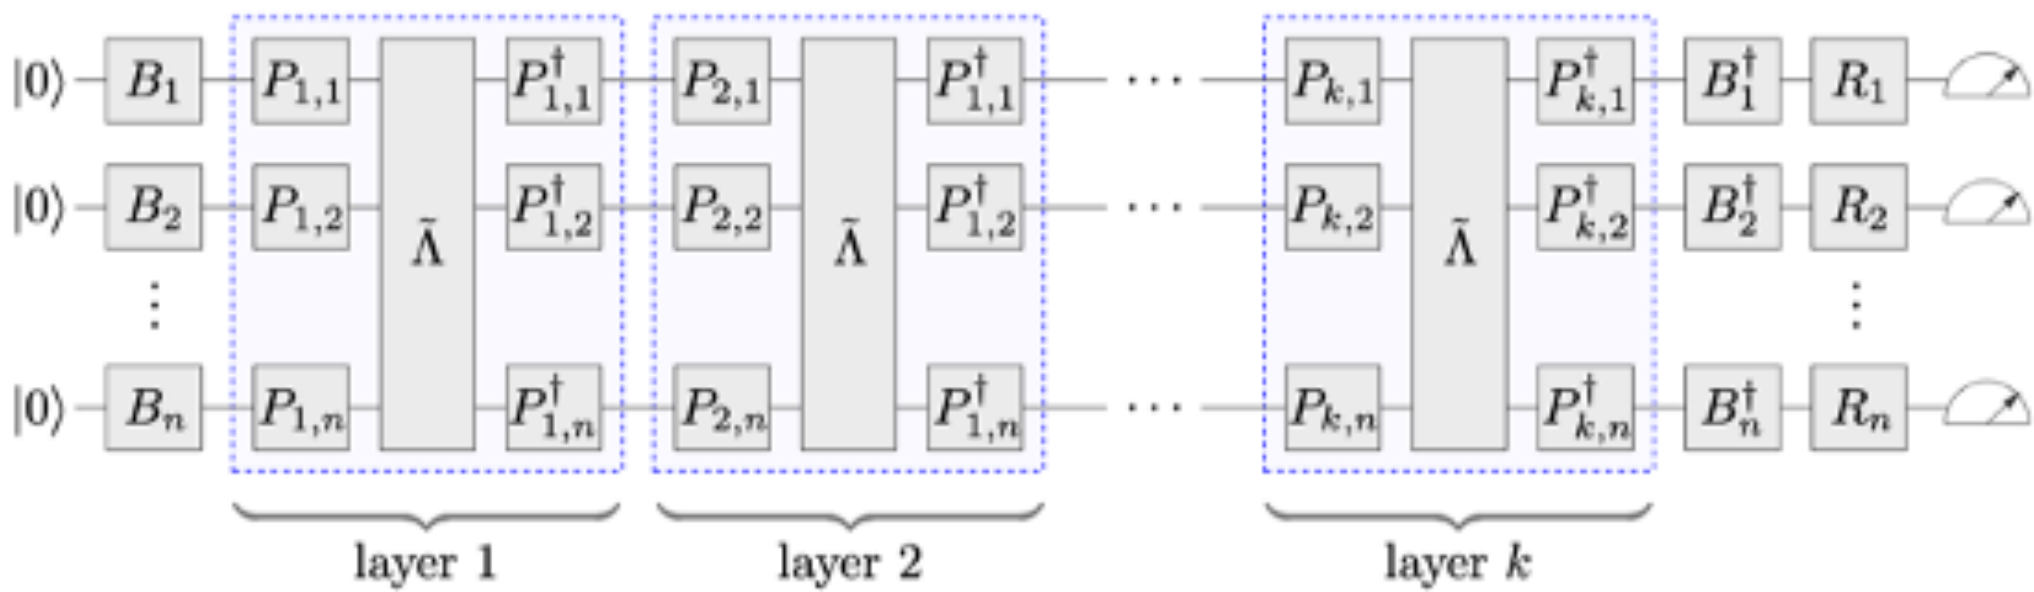 |0⟩ B₁ P₁,₁ P†₁,₁ P₂,₁ P†₁,₁ ⋯ Pₖ,₁ P†ₖ,₁ B†₁ R₁
|0⟩ B₂ P₁,₂ P†₁,₂ P₂,₂ P†₁,₂ ⋯ Pₖ,₂ P†ₖ,₂ B†₂ R₂
Λ̃ Λ̃ Λ̃
⋮ ⋮
|0⟩ Bₙ P₁,ₙ P†₁,ₙ P₂,ₙ P†₁,ₙ ⋯ Pₖ,ₙ P†ₖ,ₙ B†ₙ Rₙ
layer 1 layer 2 layer k